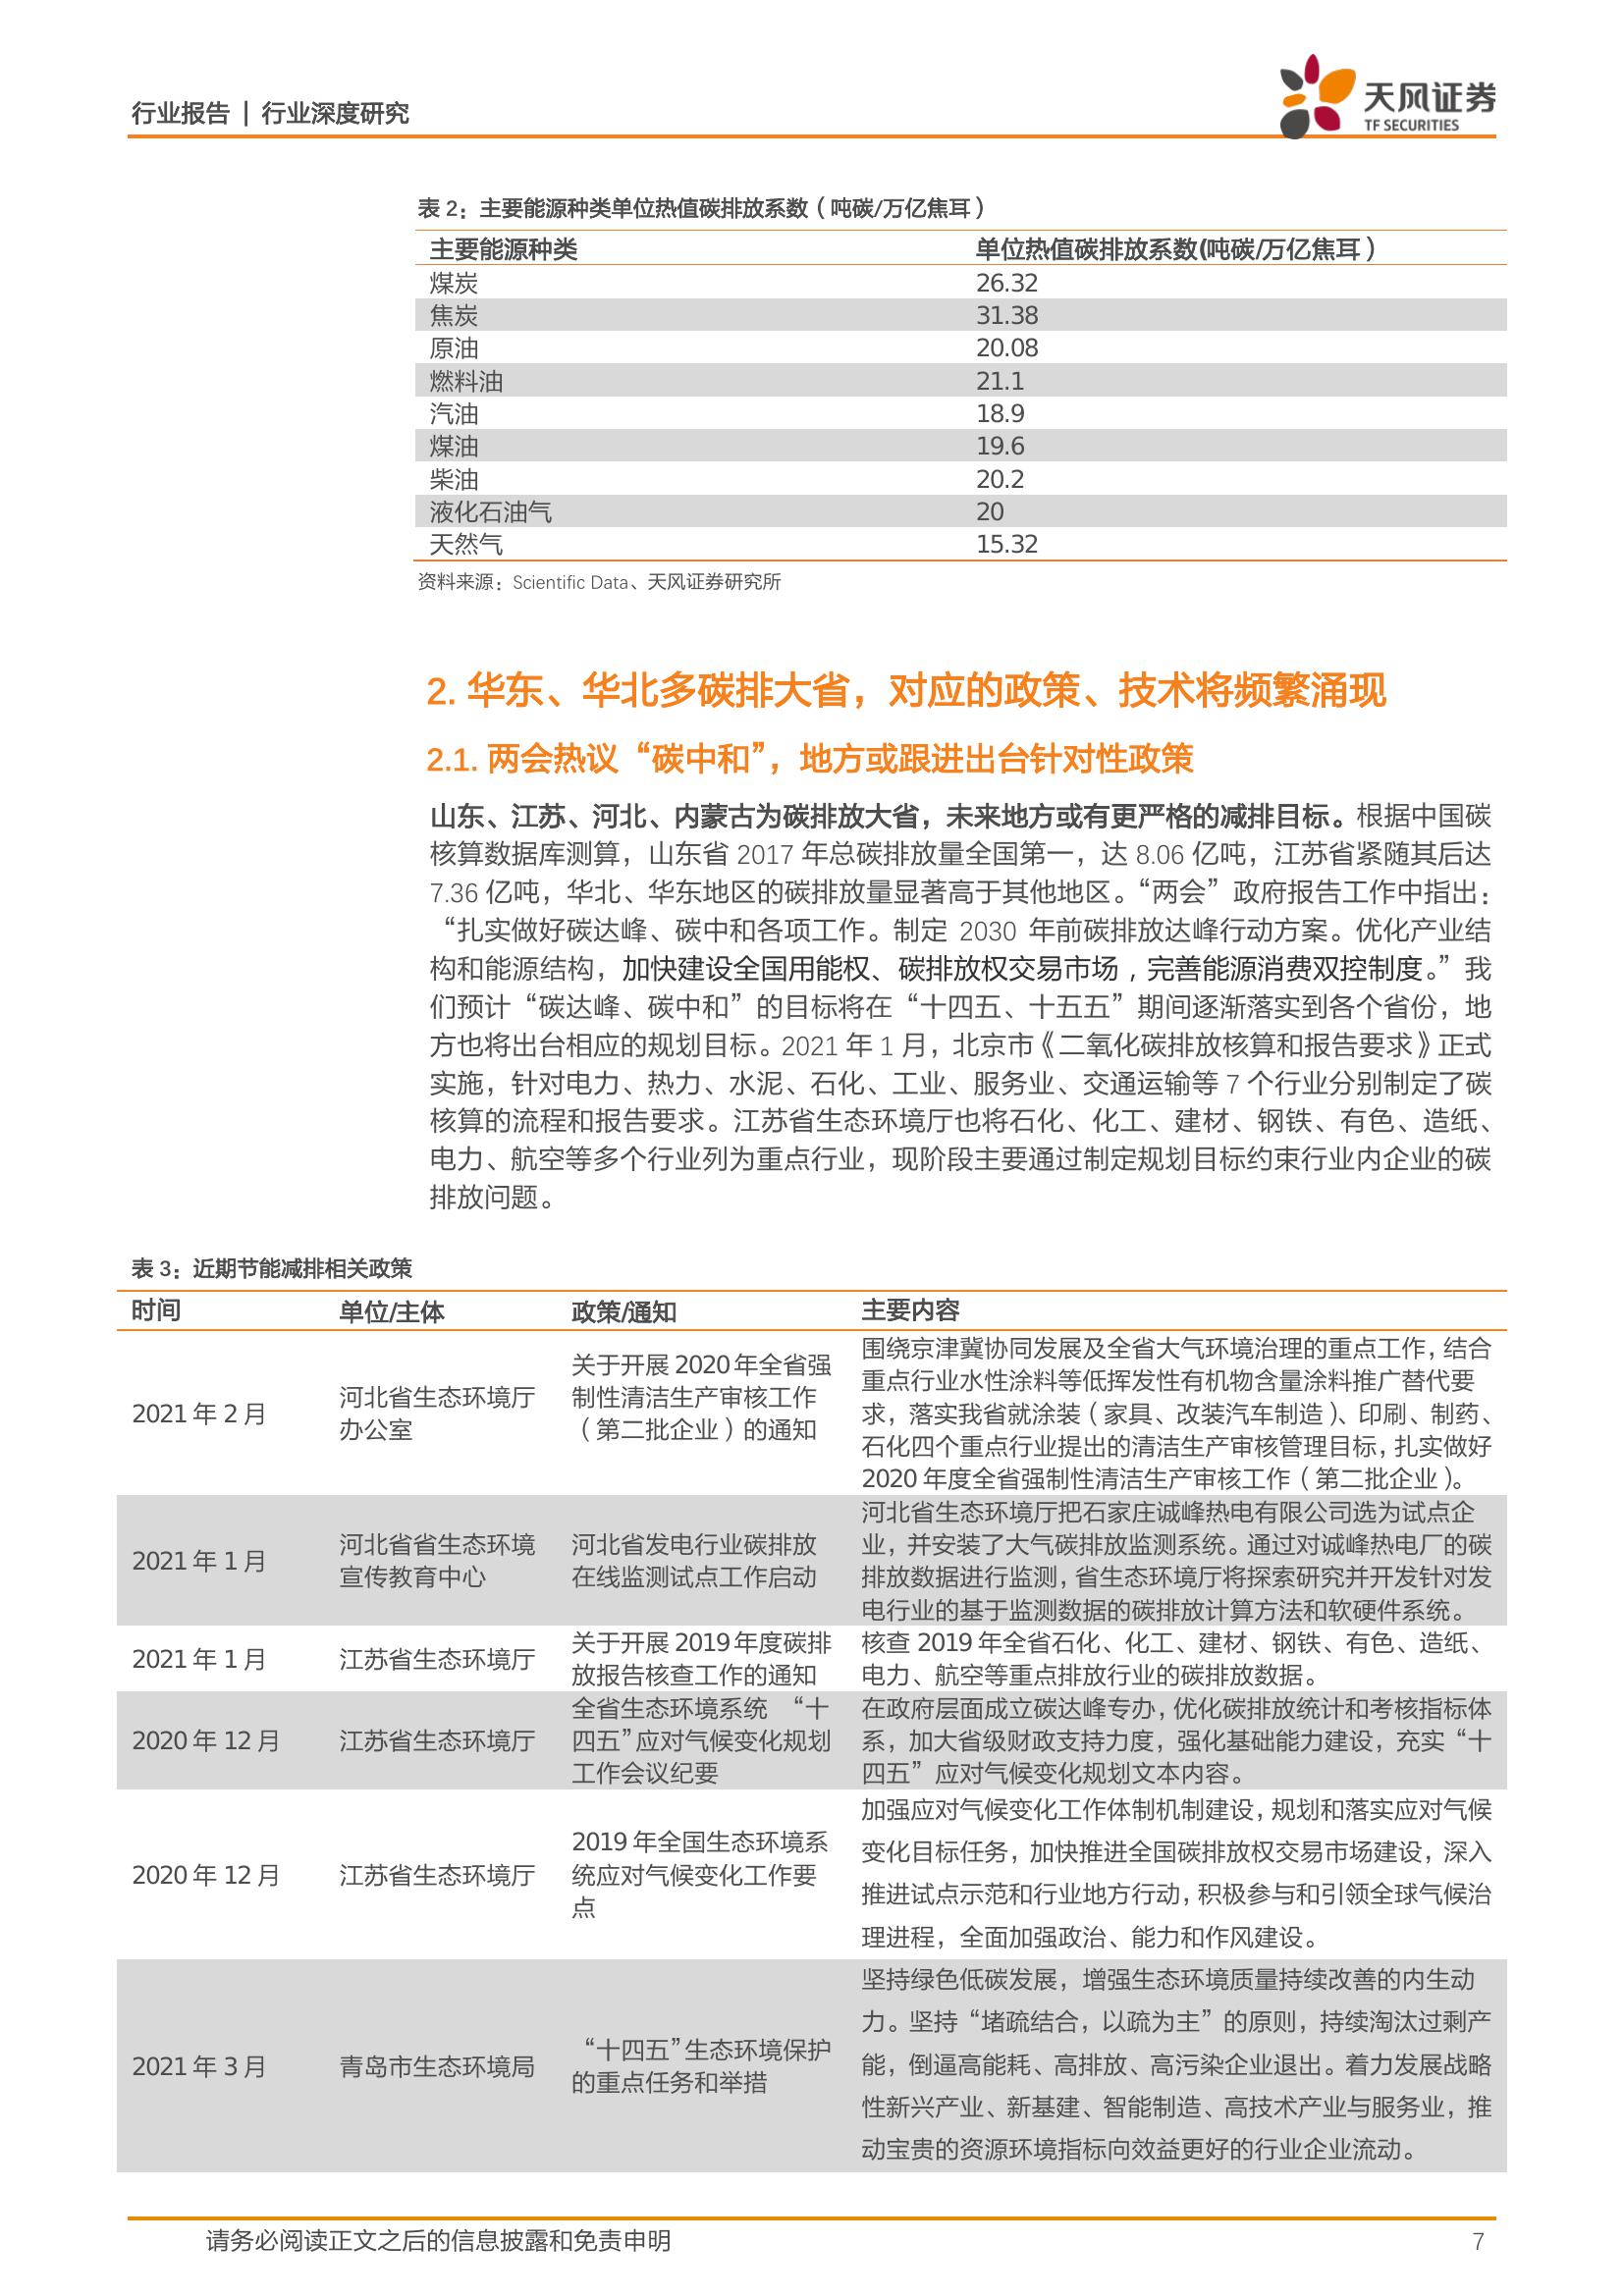 行业报告 | 行业深度研究
天风证券
TF SECURITIES
表 2：主要能源种类单位热值碳排放系数（吨碳/万亿焦耳）
主要能源种类 单位热值碳排放系数(吨碳/万亿焦耳）
煤炭 26.32
焦炭 31.38
原油 20.08
燃料油 21.1
汽油 18.9
煤油 19.6
柴油 20.2
液化石油气 20
天然气 15.32
资料来源：Scientific Data、天风证券研究所
2. 华东、华北多碳排大省，对应的政策、技术将频繁涌现
2.1. 两会热议“碳中和”，地方或跟进出台针对性政策
山东、江苏、河北、内蒙古为碳排放大省，未来地方或有更严格的减排目标。根据中国碳
核算数据库测算，山东省 2017 年总碳排放量全国第一，达 8.06 亿吨，江苏省紧随其后达
7.36 亿吨，华北、华东地区的碳排放量显著高于其他地区。“两会”政府报告工作中指出：
“扎实做好碳达峰、碳中和各项工作。制定 2030 年前碳排放达峰行动方案。优化产业结
构和能源结构，加快建设全国用能权、碳排放权交易市场，完善能源消费双控制度。”我
们预计“碳达峰、碳中和”的目标将在“十四五、十五五”期间逐渐落实到各个省份，地
方也将出台相应的规划目标。2021 年 1 月，北京市《二氧化碳排放核算和报告要求》正式
实施，针对电力、热力、水泥、石化、工业、服务业、交通运输等 7 个行业分别制定了碳
核算的流程和报告要求。江苏省生态环境厅也将石化、化工、建材、钢铁、有色、造纸、
电力、航空等多个行业列为重点行业，现阶段主要通过制定规划目标约束行业内企业的碳
排放问题。
表 3：近期节能减排相关政策
时间 单位/主体 政策/通知 主要内容
2021 年 2 月
河北省生态环境厅
办公室
关于开展 2020 年全省强
制性清洁生产审核工作
（第二批企业）的通知
围绕京津冀协同发展及全省大气环境治理的重点工作，结合
重点行业水性涂料等低挥发性有机物含量涂料推广替代要
求，落实我省就涂装（家具、改装汽车制造）、印刷、制药、
石化四个重点行业提出的清洁生产审核管理目标，扎实做好
2020 年度全省强制性清洁生产审核工作（第二批企业）。
2021 年 1 月
河北省省生态环境
宣传教育中心
河北省发电行业碳排放
在线监测试点工作启动
河北省生态环境厅把石家庄诚峰热电有限公司选为试点企
业，并安装了大气碳排放监测系统。通过对诚峰热电厂的碳
排放数据进行监测，省生态环境厅将探索研究并开发针对发
电行业的基于监测数据的碳排放计算方法和软硬件系统。
2021 年 1 月
江苏省生态环境厅
关于开展 2019 年度碳排
放报告核查工作的通知
核查 2019 年全省石化、化工、建材、钢铁、有色、造纸、
电力、航空等重点排放行业的碳排放数据。
2020 年 12 月
江苏省生态环境厅
全省生态环境系统 “十
四五”应对气候变化规划
工作会议纪要
在政府层面成立碳达峰专办，优化碳排放统计和考核指标体
系，加大省级财政支持力度，强化基础能力建设，充实“十
四五”应对气候变化规划文本内容。
2020 年 12 月
江苏省生态环境厅
2019 年全国生态环境系
统应对气候变化工作要
点
加强应对气候变化工作体制机制建设，规划和落实应对气候
变化目标任务，加快推进全国碳排放权交易市场建设，深入
推进试点示范和行业地方行动，积极参与和引领全球气候治
理进程，全面加强政治、能力和作风建设。
2021 年 3 月
青岛市生态环境局
“十四五”生态环境保护
的重点任务和举措
坚持绿色低碳发展，增强生态环境质量持续改善的内生动
力。坚持“堵疏结合，以疏为主”的原则，持续淘汰过剩产
能，倒逼高能耗、高排放、高污染企业退出。着力发展战略
性新兴产业、新基建、智能制造、高技术产业与服务业，推
动宝贵的资源环境指标向效益更好的行业企业流动。
请务必阅读正文之后的信息披露和免责申明 7